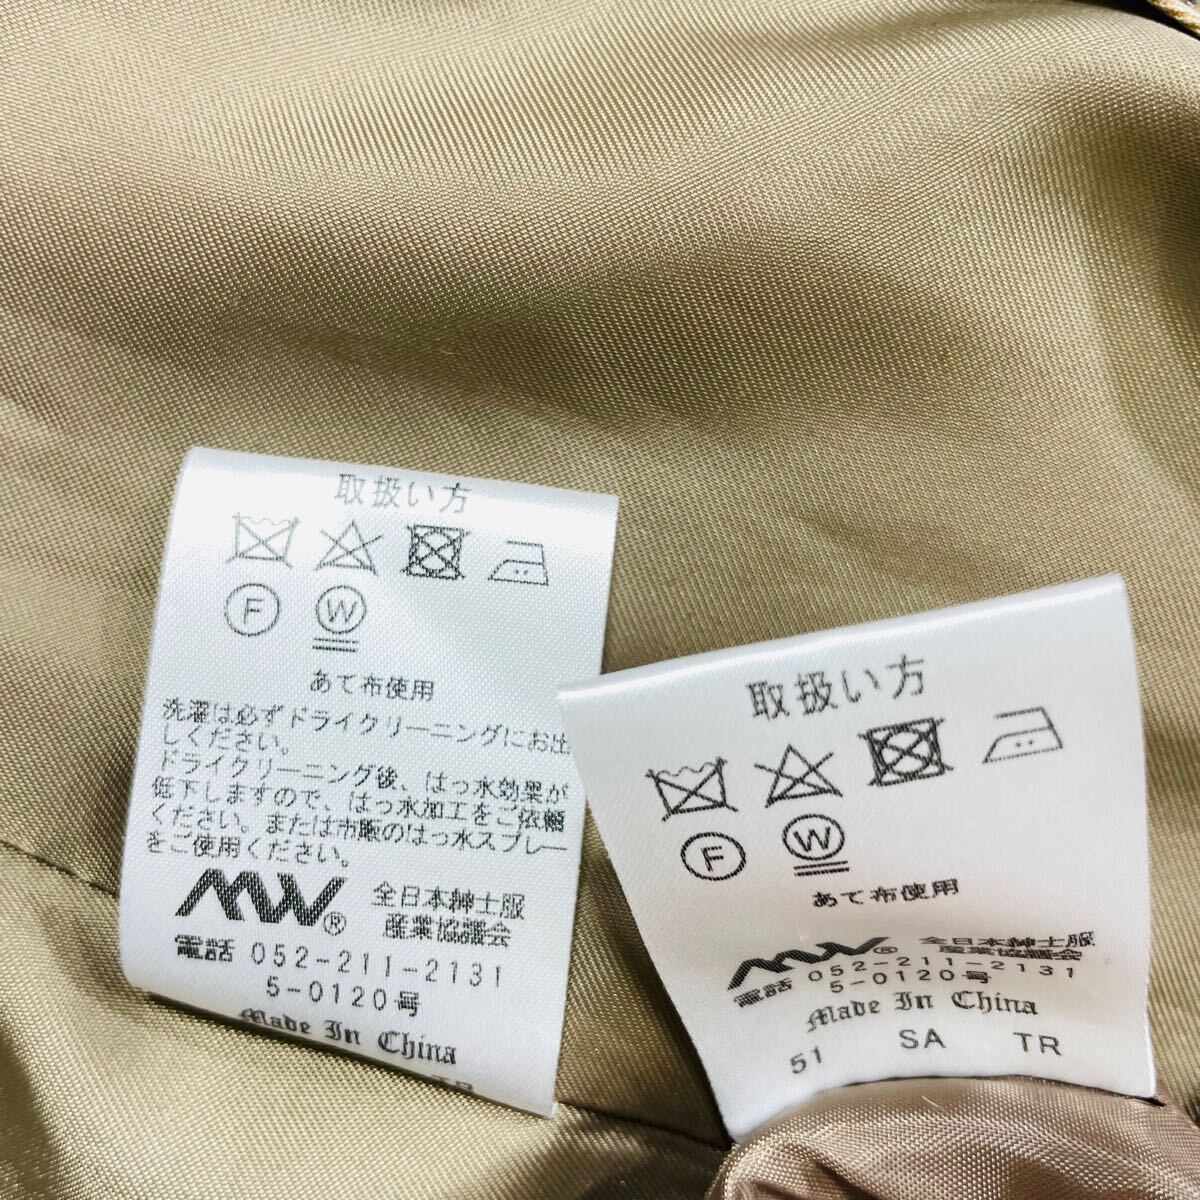 取扱い方
F W
あて布使用
洗濯は必ずドライクリーニングにお出
しください。
ドライクリーニング後、はっ水効果が
低下しますので、はっ水加工をご依頼
ください。または市販のはっ水スプレー
をご使用ください。
MW® 全日本紳士服
産業協議会
電話 052-211-2131
5-0120号
Made In China
取扱い方
F W
あて布使用
MW® 全日本紳士服
産業協議会
電話 052-211-2131
5-0120号
Made In China
51 SA TR